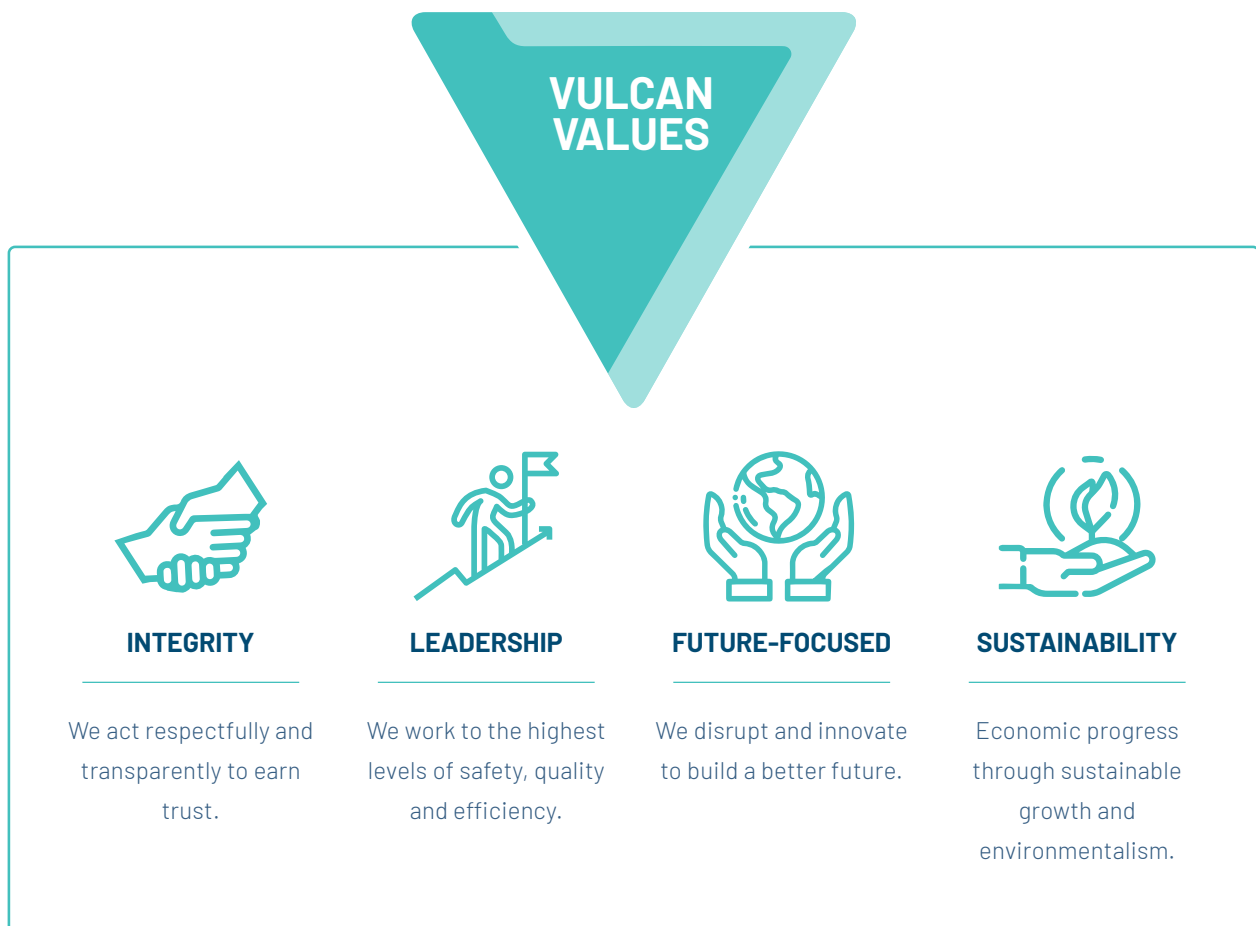 VULCAN
VALUES
INTEGRITY
We act respectfully and
transparently to earn
trust.
LEADERSHIP
We work to the highest
levels of safety, quality
and efficiency.
FUTURE-FOCUSED
We disrupt and innovate
to build a better future.
SUSTAINABILITY
Economic progress
through sustainable
growth and
environmentalism.